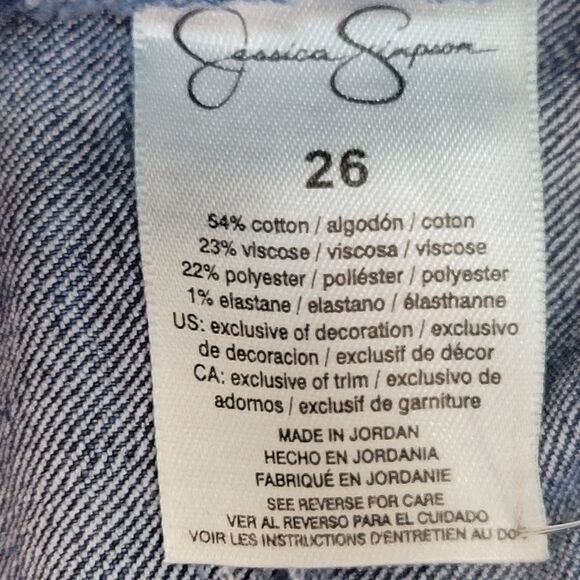 Jessica Simpson
26
54% cotton / algodón / coton
23% viscose / viscosa / viscose
22% polyester / poliéster / polyester
1% elastane / elastano / élasthanne
US: exclusive of decoration / exclusivo
de decoracion / exclusif de décor
CA: exclusive of trim / exclusivo de
adornos / exclusif de garniture
MADE IN JORDAN
HECHO EN JORDANIA
FABRIQUÉ EN JORDANIE
SEE REVERSE FOR CARE
VER AL REVERSO PARA EL CUIDADO
VOIR LES INSTRUCTIONS D'ENTRETIEN AU